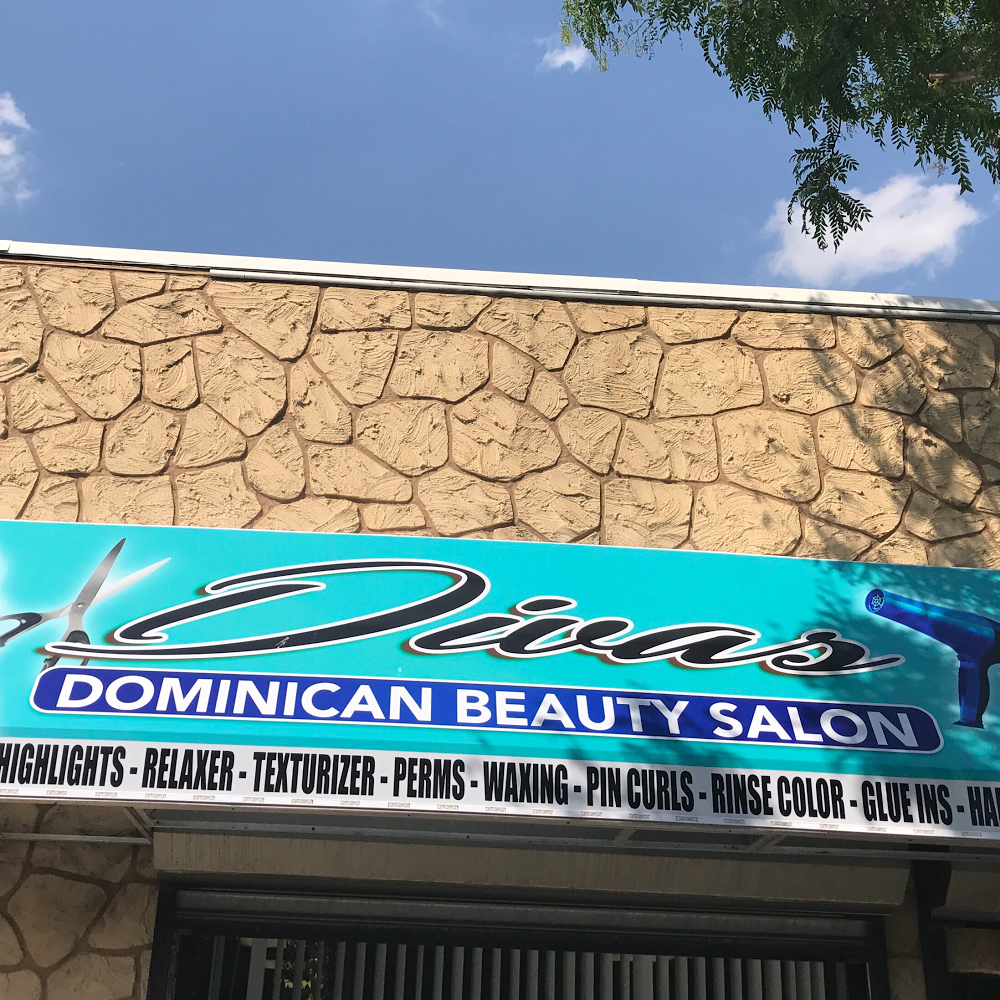 Divas
DOMINICAN BEAUTY SALON
HIGHLIGHTS - RELAXER - TEXTURIZER - PERMS - WAXING - PIN CURLS - RINSE COLOR - GLUE INS -